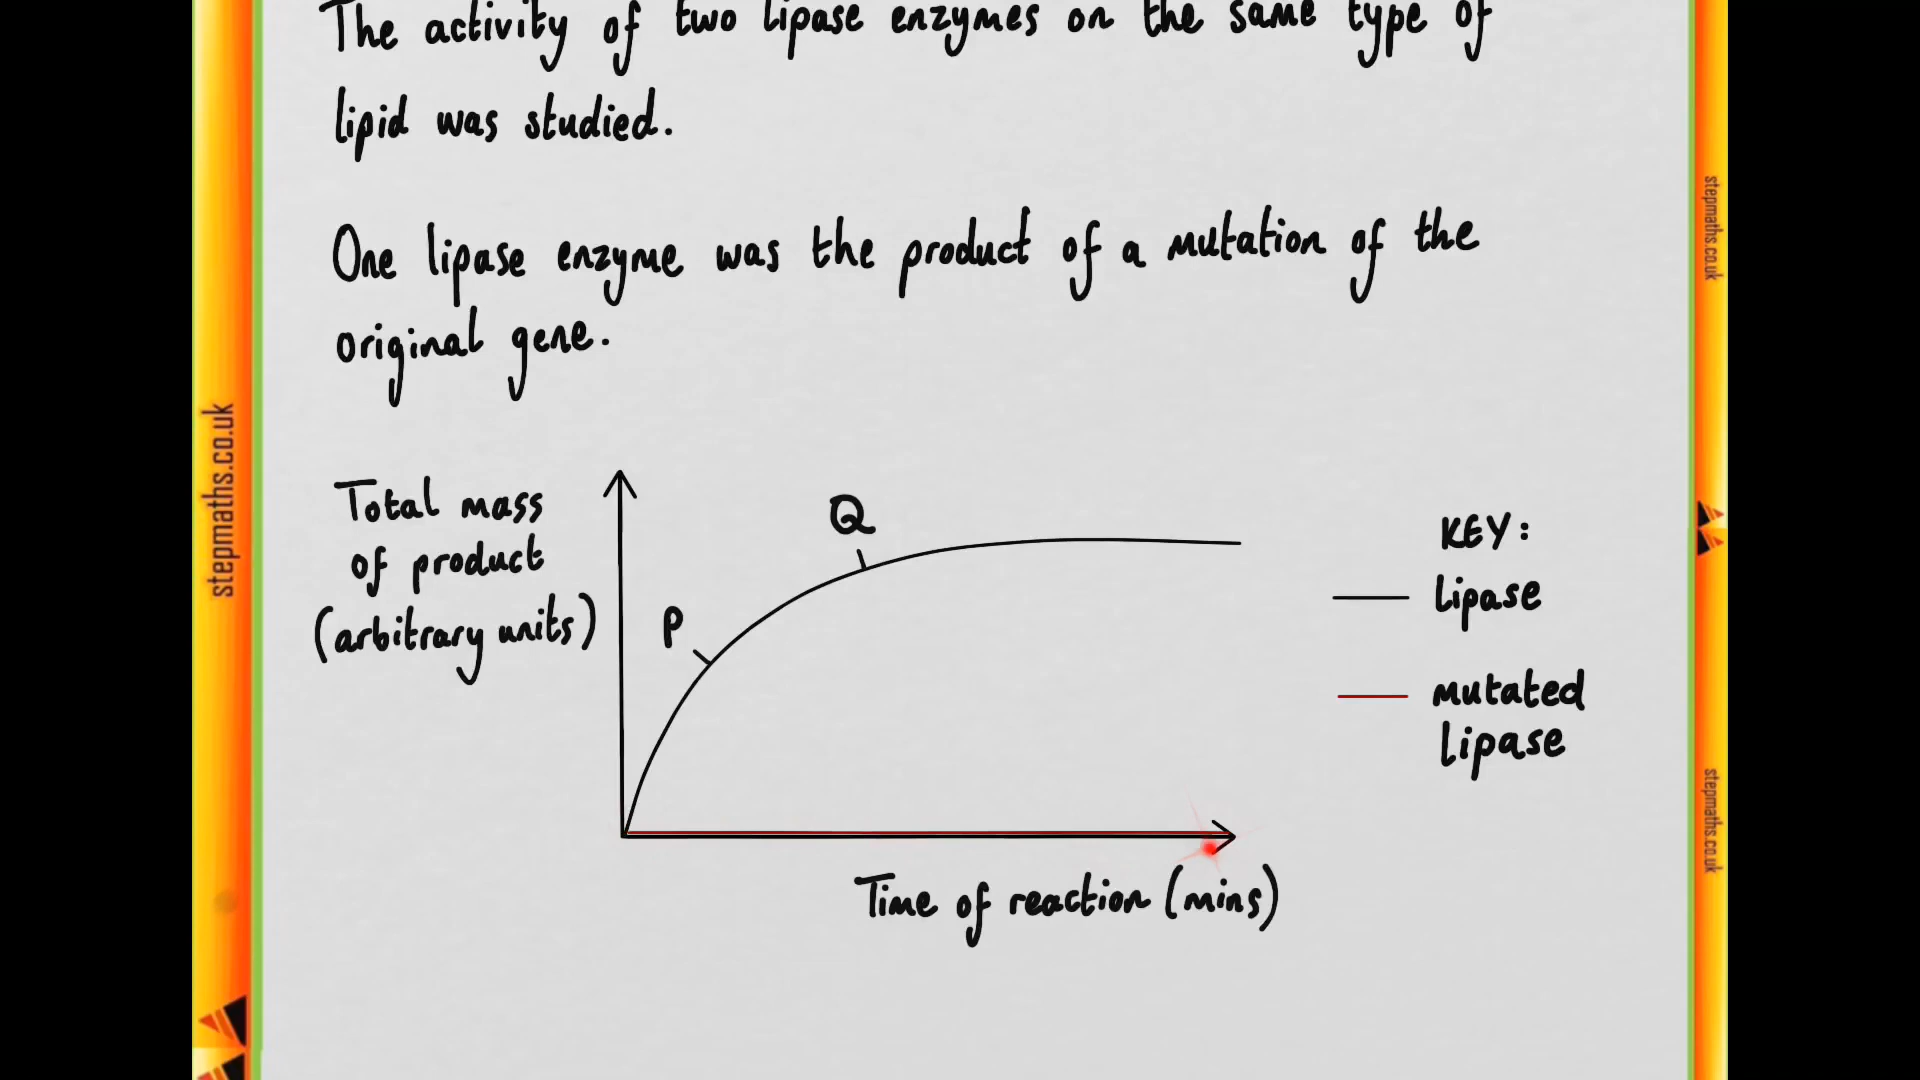 The activity of two lipase enzymes on the same type of
lipid was studied.
One lipase enzyme was the product of a mutation of the
original gene.
Total mass
of product
(arbitrary units)
Q
P
KEY:
lipase
mutated
lipase
Time of reaction (mins)
stepmaths.co.uk
stepmaths.co.uk
stepmaths.co.uk